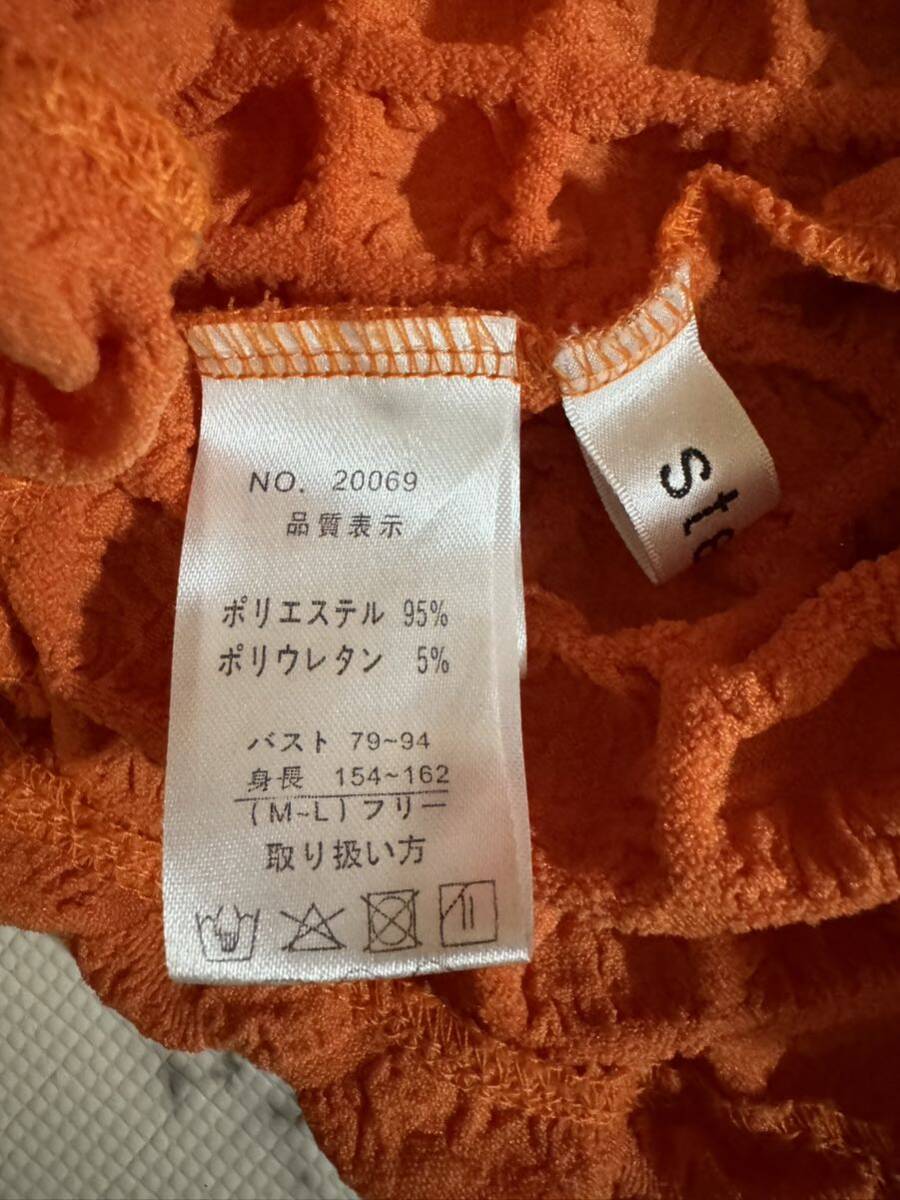 NO. 20069
品質表示
ポリエステル 95%
ポリウレタン 5%
バスト 79~94
身長 154~162
(M~L)フリー
取り扱い方